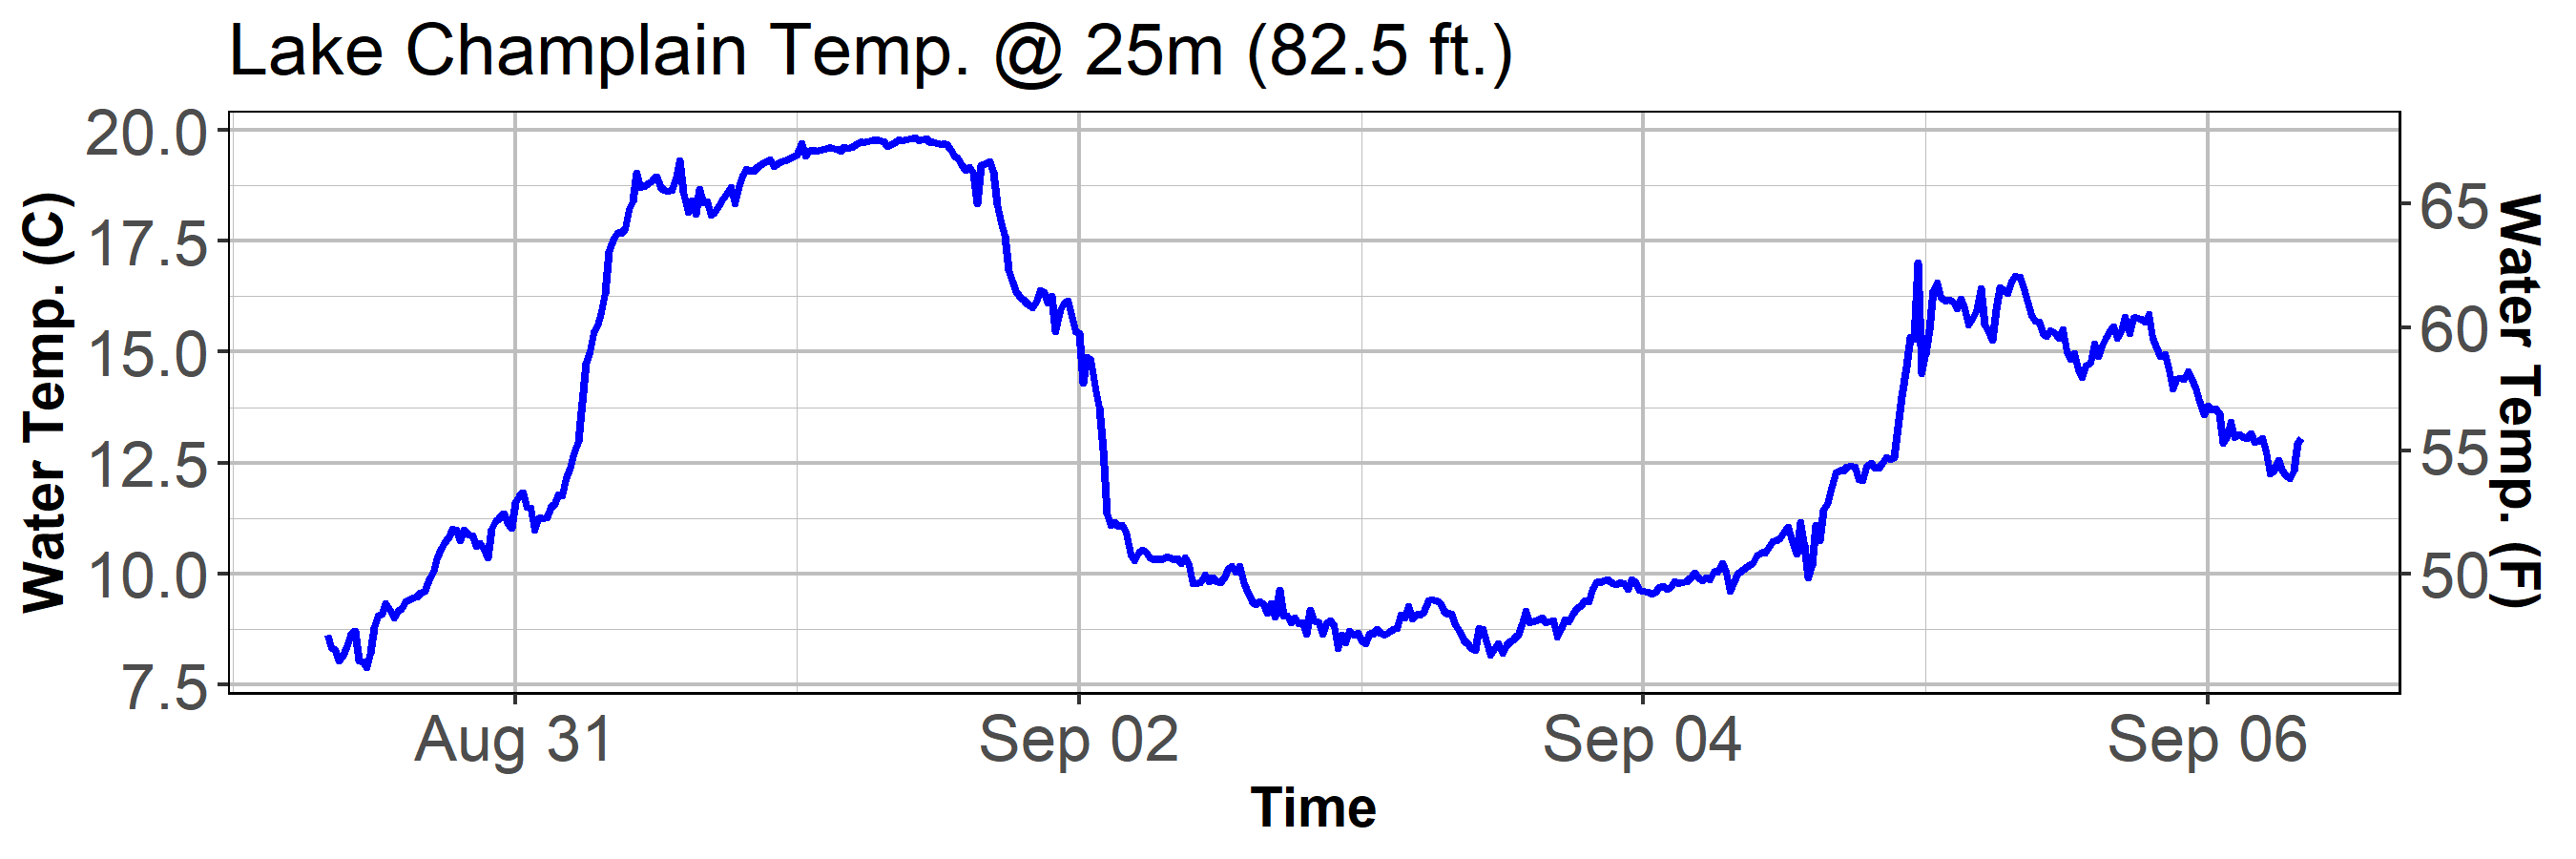 Lake Champlain Temp. @ 25m (82.5 ft.)
Water Temp. (C)
20.0
17.5
15.0
12.5
10.0
7.5
65
60
55
50
Water Temp. (F)
Aug 31 Sep 02 Sep 04 Sep 06
Time